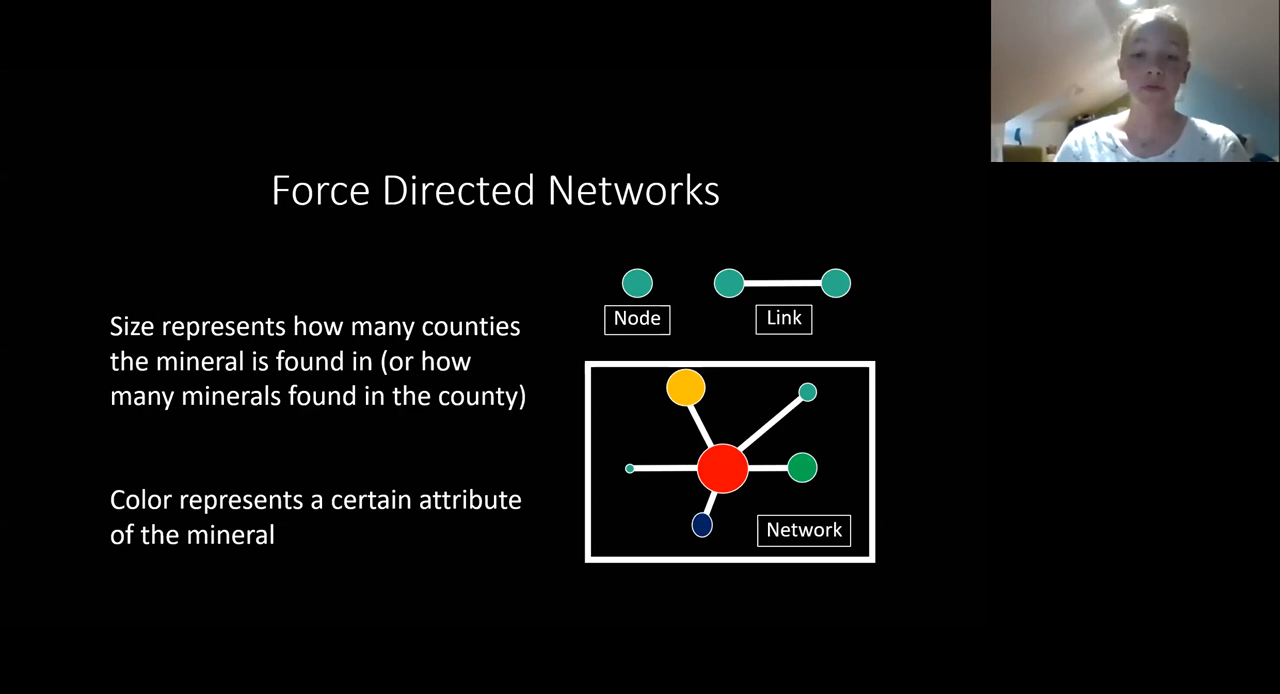 Force Directed Networks
Node
Link
Size represents how many counties
the mineral is found in (or how
many minerals found in the county)
Color represents a certain attribute
of the mineral
Network